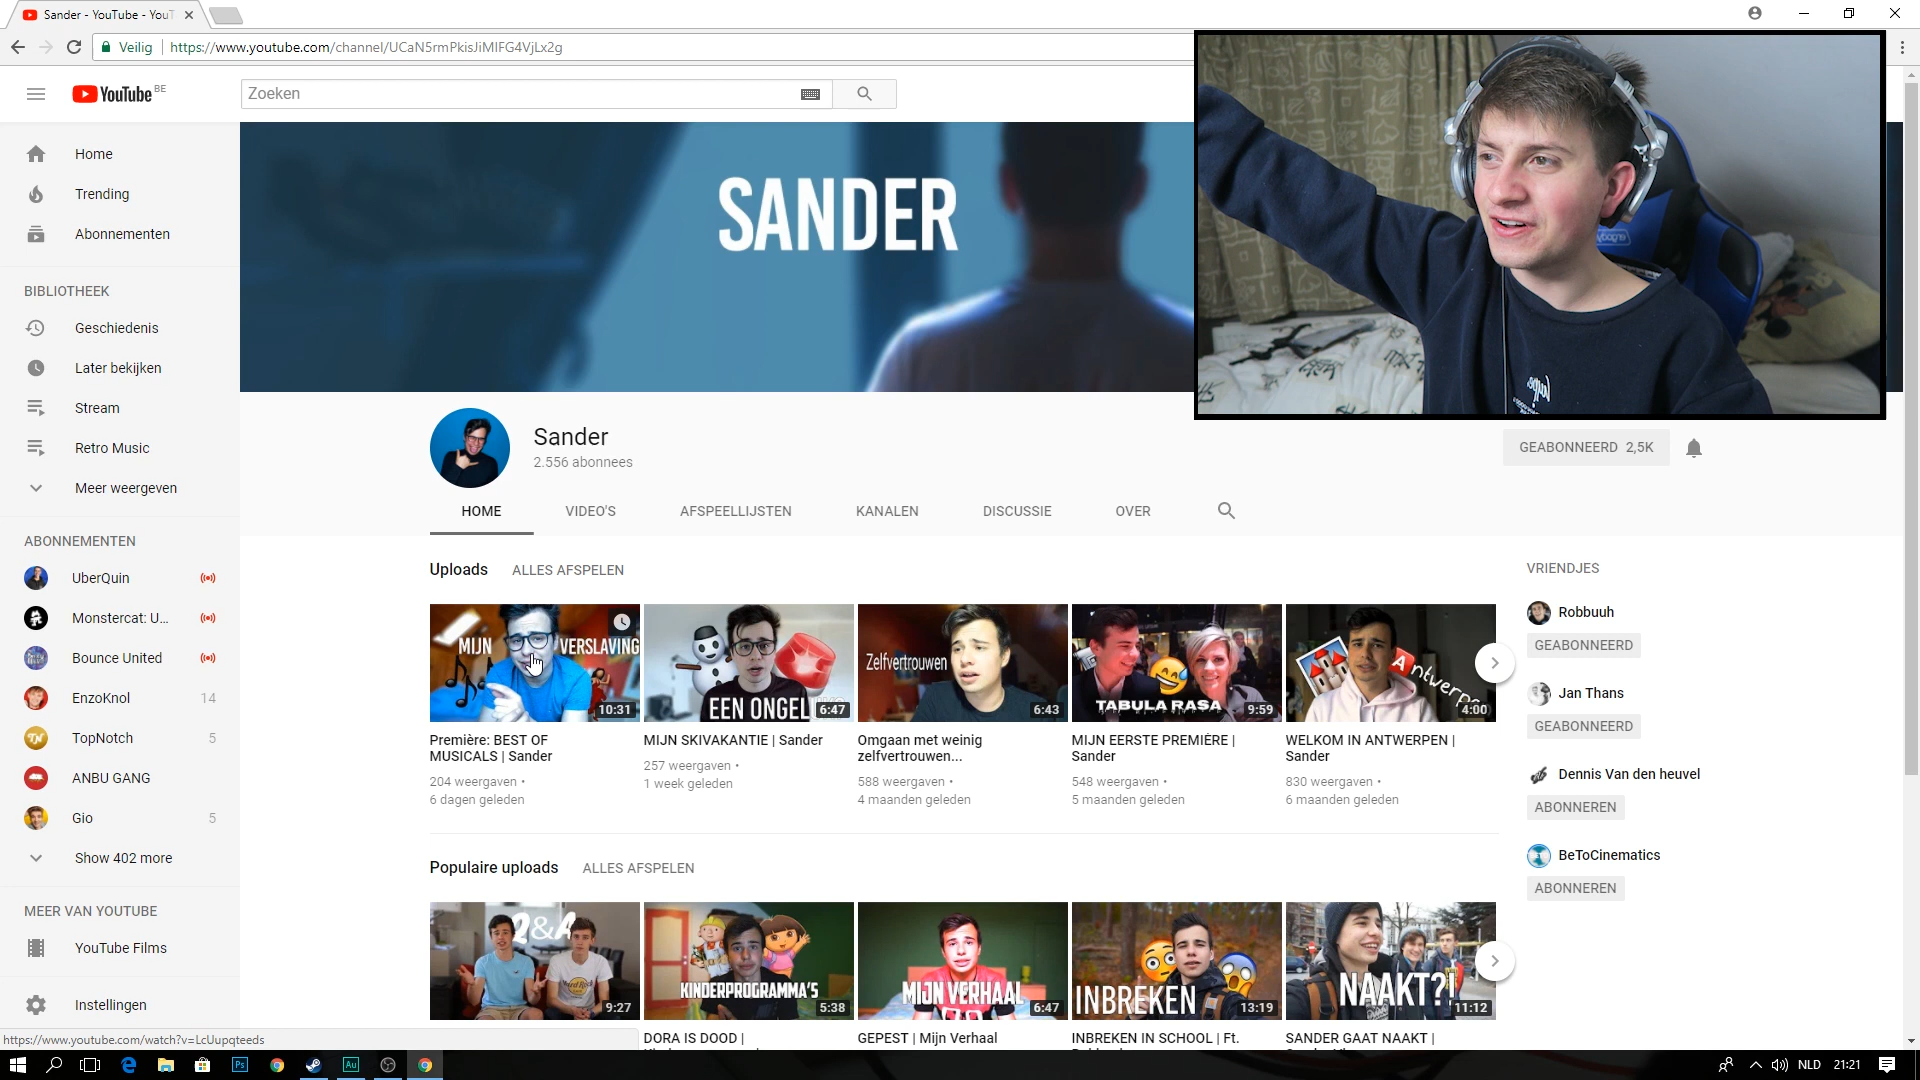 Sander - YouTube - YouT
Veilig
https://www.youtube.com/channel/UCaN5rmPkisJiMIFG4VjLx2g
YouTube BE
Zoeken
Home
Trending
Abonnementen
BIBLIOTHEEK
Geschiedenis
Later bekijken
Stream
Retro Music
Meer weergeven
ABONNEMENTEN
UberQuin
Monstercat: U...
Bounce United
EnzoKnol 14
TopNotch 5
ANBU GANG
Gio 5
Show 402 more
MEER VAN YOUTUBE
YouTube Films
Instellingen
https://www.youtube.com/watch?v=LcUupqteeds
SANDER
Sander
2.556 abonnees
GEABONNEERD 2,5K
HOME VIDEO'S AFSPEELLIJSTEN KANALEN DISCUSSIE OVER
Uploads ALLES AFSPELEN
MIJN VERSLAVING
10:31
Première: BEST OF
MUSICALS | Sander
204 weergaven •
6 dagen geleden
EEN ONGEL
6:47
MIJN SKIVAKANTIE | Sander
257 weergaven •
1 week geleden
Zelfvertrouwen
6:43
Omgaan met weinig
zelfvertrouwen...
588 weergaven •
4 maanden geleden
TABULA RASA
9:59
MIJN EERSTE PREMIÈRE |
Sander
548 weergaven •
5 maanden geleden
Antwerpen
4:00
WELKOM IN ANTWERPEN |
Sander
830 weergaven •
6 maanden geleden
Populaire uploads ALLES AFSPELEN
Q&A
9:27
KINDERPROGRAMMA'S
5:38
DORA IS DOOD |
MIJN VERHAAL
6:47
GEPEST | Mijn Verhaal
INBREKEN
13:19
INBREKEN IN SCHOOL | Ft.
NAAKT?!
11:12
SANDER GAAT NAAKT |
VRIENDJES
Robbuuh
GEABONNEERD
Jan Thans
GEABONNEERD
Dennis Van den heuvel
ABONNEREN
BeToCinematics
ABONNEREN
Ps
Au
NLD
21:21